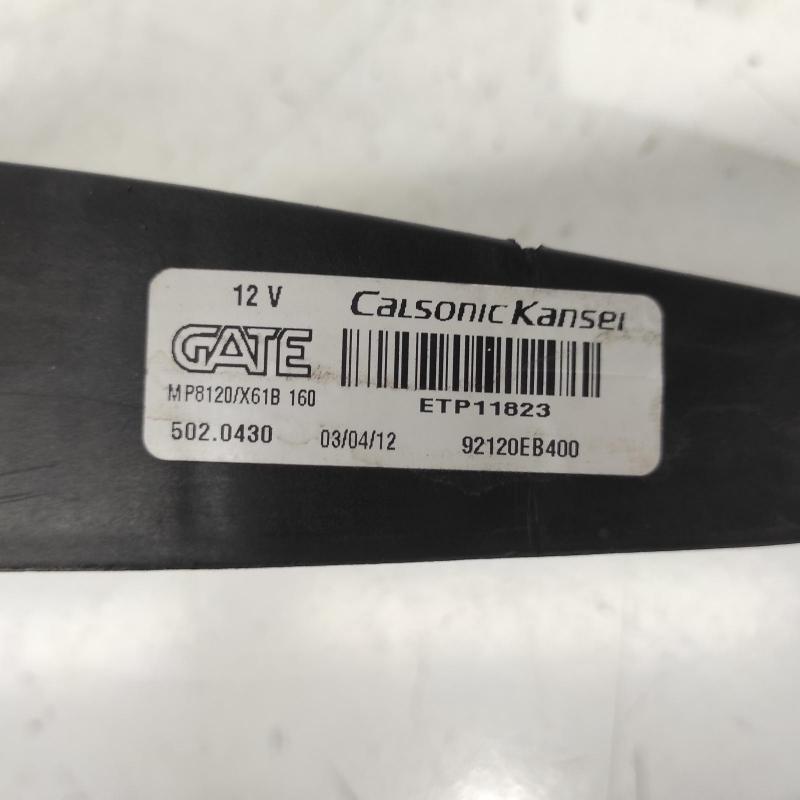 12 V CALSONIC KANSEI
GATE
MP8120/X61B 160 ETP11823
502.0430 03/04/12 92120EB400